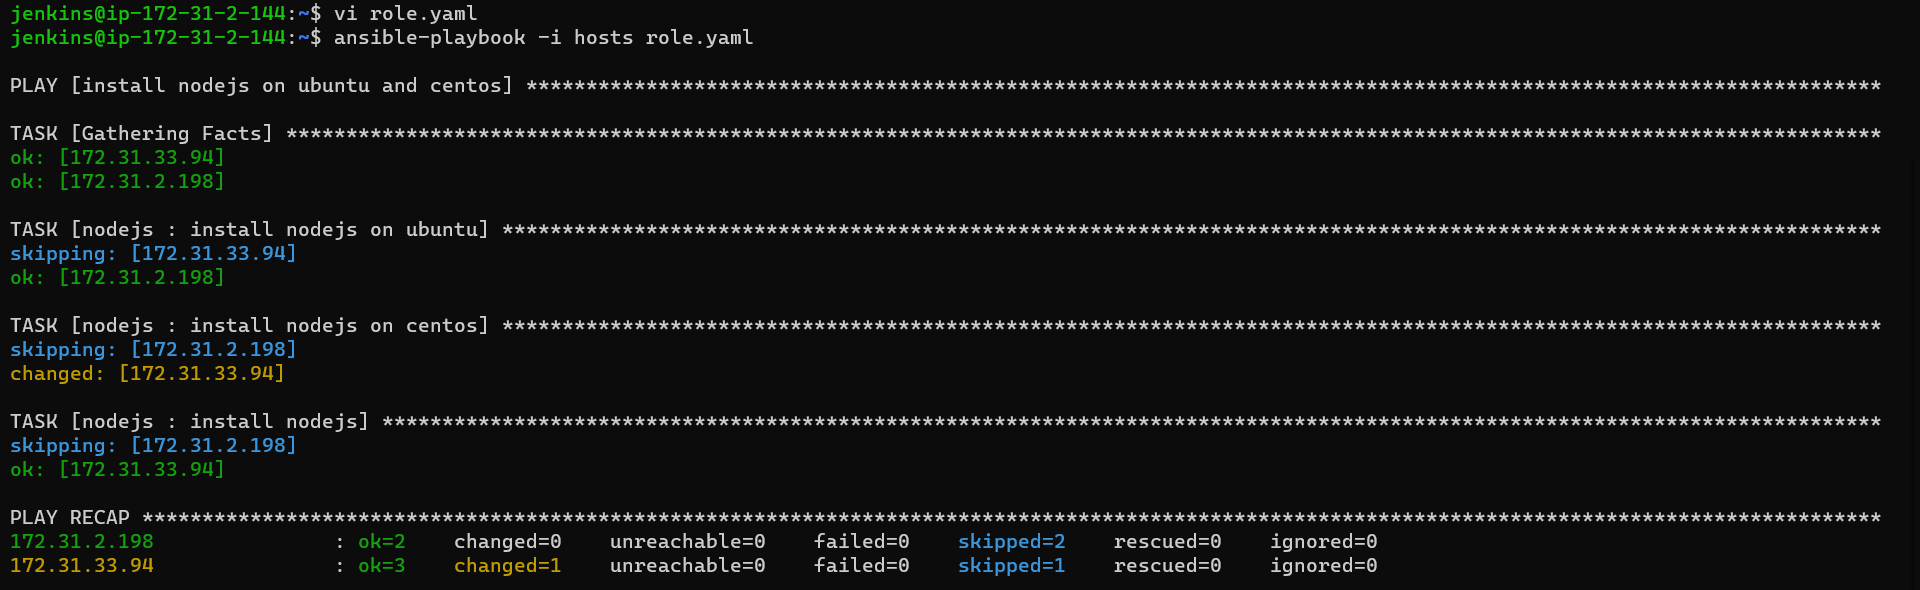 jenkins@ip-172-31-2-144:~$ vi role.yaml
jenkins@ip-172-31-2-144:~$ ansible-playbook -i hosts role.yaml
PLAY [install nodejs on ubuntu and centos] *****************************************************************************************************************
TASK [Gathering Facts] *************************************************************************************************************************************
ok: [172.31.33.94]
ok: [172.31.2.198]
TASK [nodejs : install nodejs on ubuntu] *******************************************************************************************************************
skipping: [172.31.33.94]
ok: [172.31.2.198]
TASK [nodejs : install nodejs on centos] *******************************************************************************************************************
skipping: [172.31.2.198]
changed: [172.31.33.94]
TASK [nodejs : install nodejs] *****************************************************************************************************************************
skipping: [172.31.2.198]
ok: [172.31.33.94]
PLAY RECAP *************************************************************************************************************************************************
172.31.2.198               : ok=2    changed=0    unreachable=0    failed=0    skipped=2    rescued=0    ignored=0
172.31.33.94               : ok=3    changed=1    unreachable=0    failed=0    skipped=1    rescued=0    ignored=0